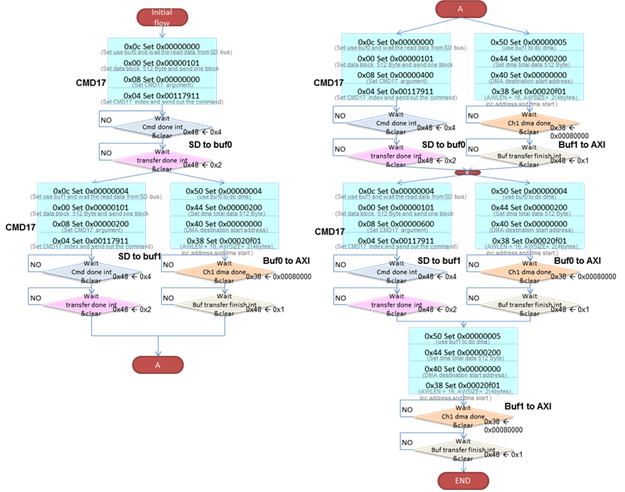 Initial
flow
0x0c Set 0x00000000
(Set use buf0 and wait the read data from SD bus)
0x00 Set 0x00000101
(Set data block 512 Byte and send one block)
CMD17
0x08 Set 0x00000000
(Set CMD17 argument)
0x04 Set 0x00117911
(Set CMD17 index and send out the command)
NO
Wait
Cmd done int
&clear
0x48 ← 0x4
SD to buf0
NO
Wait
transfer done int
&clear
0x48 ← 0x2
0x0c Set 0x00000004
(Set use buf1 and wait the read data from SD bus)
0x00 Set 0x00000101
(Set data block 512 Byte and send one block)
CMD17
0x08 Set 0x00000200
(Set CMD17 argument)
0x04 Set 0x00117911
(Set CMD17 index and send out the command)
SD to buf1
NO
Wait
Cmd done int
&clear
0x48 ← 0x4
NO
Wait
transfer done int
&clear
0x48 ← 0x2
0x50 Set 0x00000004
(use buf0 to do dma)
0x44 Set 0x00000200
(Set dma total data 512 Byte)
0x40 Set 0x00000000
(DMA destination start address)
0x38 Set 0x00020f01
(AWLEN = 16, AWSIZE= 2(4bytes),
inc address and dma start )
Buf0 to AXI
NO
Wait
Ch1 dma done
&clear
0x38 ← 0x00080000
NO
Wait
Buf transfer finish int
&clear
0x48 ← 0x1
A
A
0x0c Set 0x00000000
(Set use buf0 and wait the read data from SD bus)
0x00 Set 0x00000101
(Set data block 512 Byte and send one block)
CMD17
0x08 Set 0x00000400
(Set CMD17 argument)
0x04 Set 0x00117911
(Set CMD17 index and send out the command)
NO
Wait
Cmd done int
&clear
0x48 ← 0x4
SD to buf0
NO
Wait
transfer done int
&clear
0x48 ← 0x2
0x50 Set 0x00000005
(use buf1 to do dma)
0x44 Set 0x00000200
(Set dma total data 512 Byte)
0x40 Set 0x00000000
(DMA destination start address)
0x38 Set 0x00020f01
(AWLEN = 16, AWSIZE= 2(4bytes),
inc address and dma start )
NO
Wait
Ch1 dma done
&clear
0x38 ←
0x00080000
Buf1 to AXI
NO
Wait
Buf transfer finish int
&clear
0x48 ← 0x1
0x0c Set 0x00000004
(Set use buf1 and wait the read data from SD bus)
0x00 Set 0x00000101
(Set data block 512 Byte and send one block)
CMD17
0x08 Set 0x00000600
(Set CMD17 argument)
0x04 Set 0x00117911
(Set CMD17 index and send out the command)
SD to buf1
NO
Wait
Cmd done int
&clear
0x48 ← 0x4
NO
Wait
transfer done int
&clear
0x48 ← 0x2
0x50 Set 0x00000004
(use buf0 to do dma)
0x44 Set 0x00000200
(Set dma total data 512 Byte)
0x40 Set 0x00000000
(DMA destination start address)
0x38 Set 0x00020f01
(AWLEN = 16, AWSIZE= 2(4bytes),
inc address and dma start )
Buf0 to AXI
NO
Wait
Ch1 dma done
&clear
0x38 ← 0x00080000
NO
Wait
Buf transfer finish int
&clear
0x48 ← 0x1
0x50 Set 0x00000005
(use buf1 to do dma)
0x44 Set 0x00000200
(Set dma total data 512 Byte)
0x40 Set 0x00000000
(DMA destination start address)
0x38 Set 0x00020f01
(AWLEN = 16, AWSIZE= 2(4bytes),
inc address and dma start )
Buf1 to AXI
NO
Wait
Ch1 dma done
&clear
0x38 ←
0x00080000
NO
Wait
Buf transfer finish int
&clear
0x48 ← 0x1
END